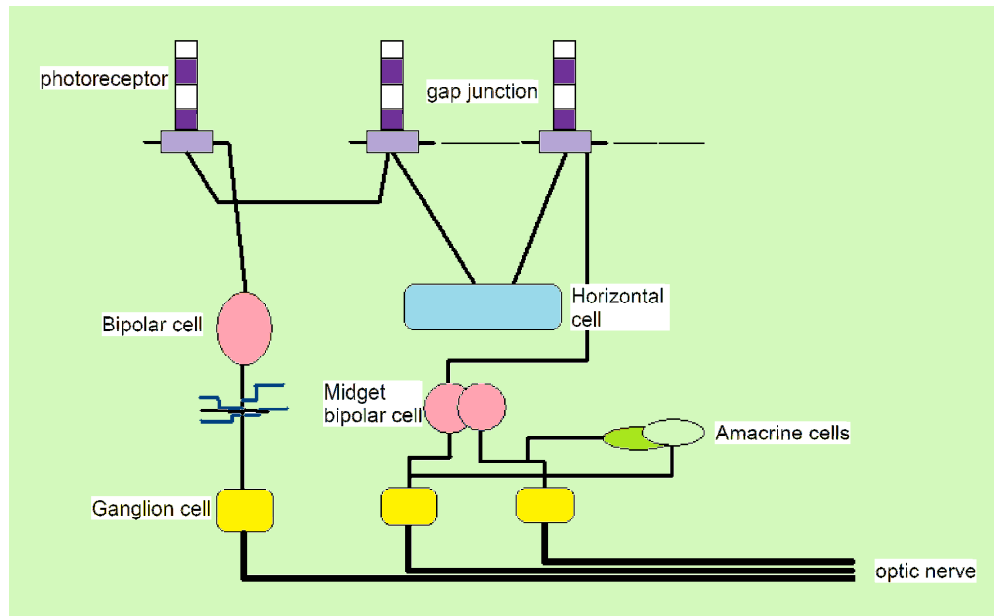 photoreceptor
gap junction
Horizontal
cell
Bipolar cell
Midget
bipolar cell
Amacrine cells
Ganglion cell
optic nerve